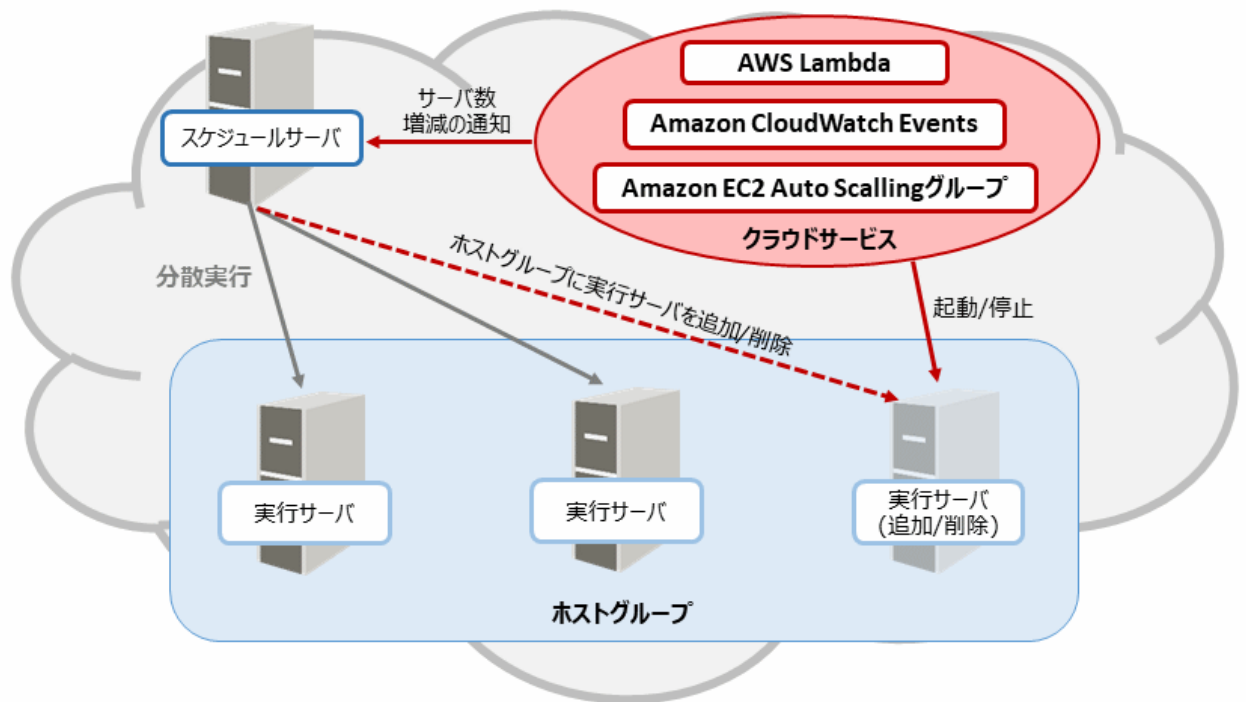 AWS Lambda
サーバ数
増減の通知
Amazon CloudWatch Events
スケジュールサーバ
Amazon EC2 Auto Scallingグループ
クラウドサービス
分散実行
ホストグループに実行サーバを追加/削除
起動/停止
実行サーバ
実行サーバ
実行サーバ
(追加/削除)
ホストグループ